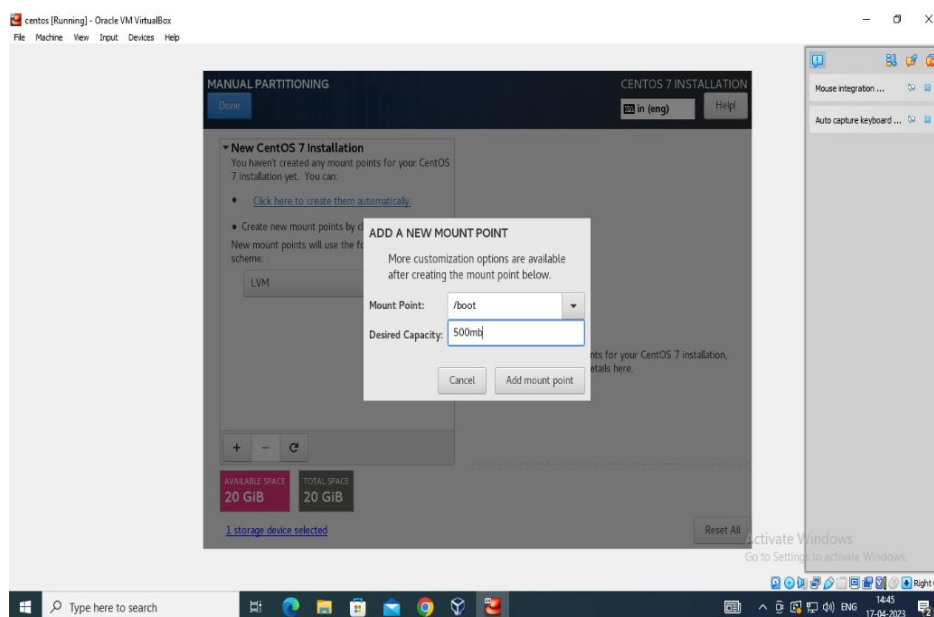 centos [Running] - Oracle VM VirtualBox
File Machine View Input Devices Help
MANUAL PARTITIONING
CENTOS 7 INSTALLATION
Done
in (eng)
Help!
Mouse integration ...
Auto capture keyboard ...
New CentOS 7 Installation
You haven't created any mount points for your CentOS
7 installation yet. You can:
Click here to create them automatically.
Create new mount points by
New mount points will use the
scheme:
LVM
ADD A NEW MOUNT POINT
More customization options are available
after creating the mount point below.
Mount Point: /boot
Desired Capacity: 500mb
Cancel
Add mount point
for your CentOS 7 installation,
here.
+ -
AVAILABLE SPACE
20 GiB
TOTAL SPACE
20 GiB
1 storage device selected
Reset All
Activate Windows
Go to Settings to activate Windows.
Right
Type here to search
ENG
14:45
17-04-2023
2